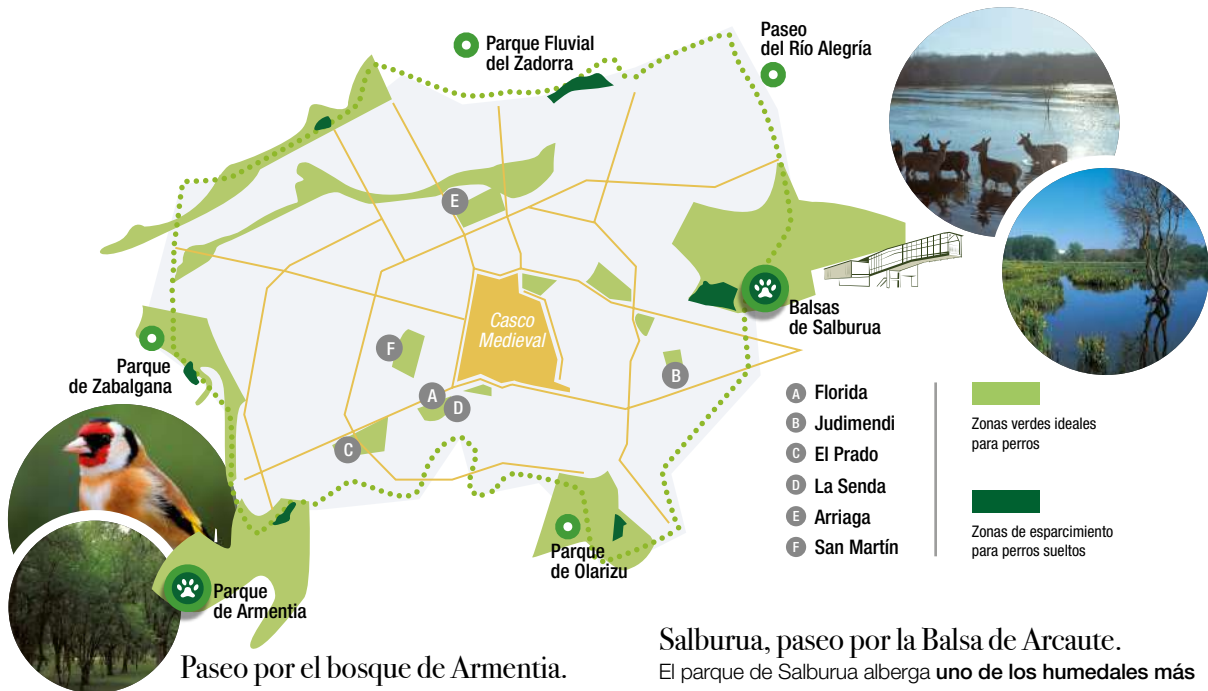 Parque Fluvial
del Zadorra
Paseo
del Río Alegría
E
Casco
Medieval
Balsas
de Salburua
F
Parque
de Zabalgana
B
A
D
C
A Florida
B Judimendi
C El Prado
D La Senda
E Arriaga
F San Martín
Zonas verdes ideales
para perros
Zonas de esparcimiento
para perros sueltos
Parque
de Olarizu
Parque
de Armentia
Paseo por el bosque de Armentia.
Salburua, paseo por la Balsa de Arcaute.
El parque de Salburua alberga uno de los humedales más